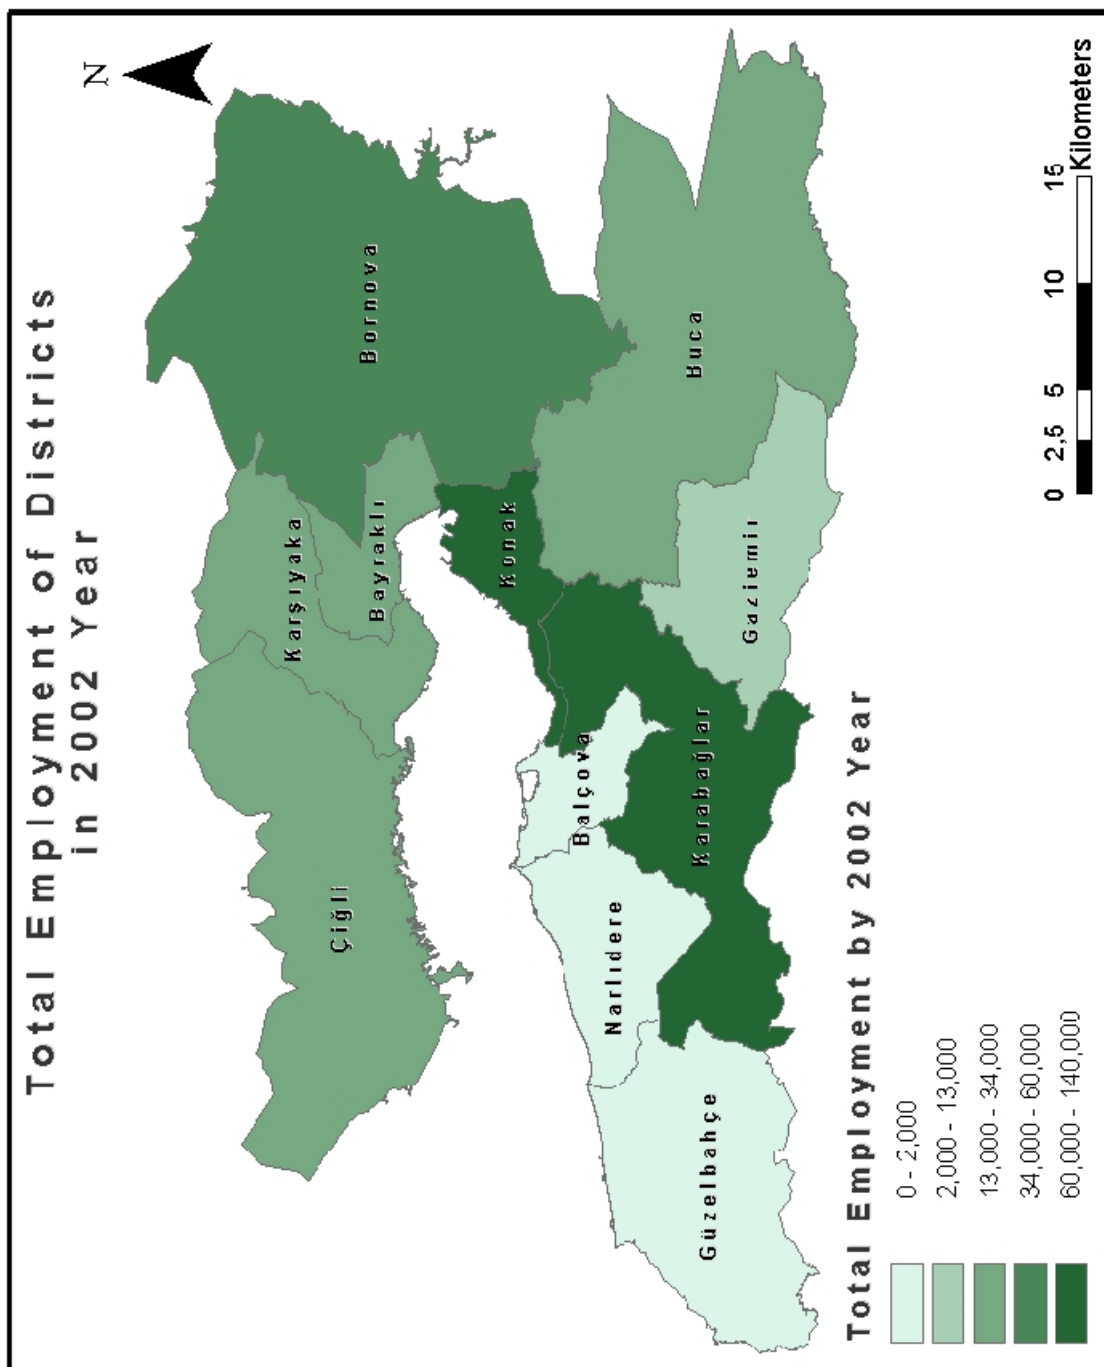 Total Employment of Districts
in 2002 Year
N
Bornova
Karşıyaka
Bayraklı
Çiğli
Konak
Buca
Balçova
Gaziemir
Narlıdere
Karabağlar
Güzelbahçe
Total Employment by 2002 Year
0 - 2,000
2,000 - 13,000
13,000 - 34,000
34,000 - 60,000
60,000 - 140,000
0 2,5 5 10 15
Kilometers